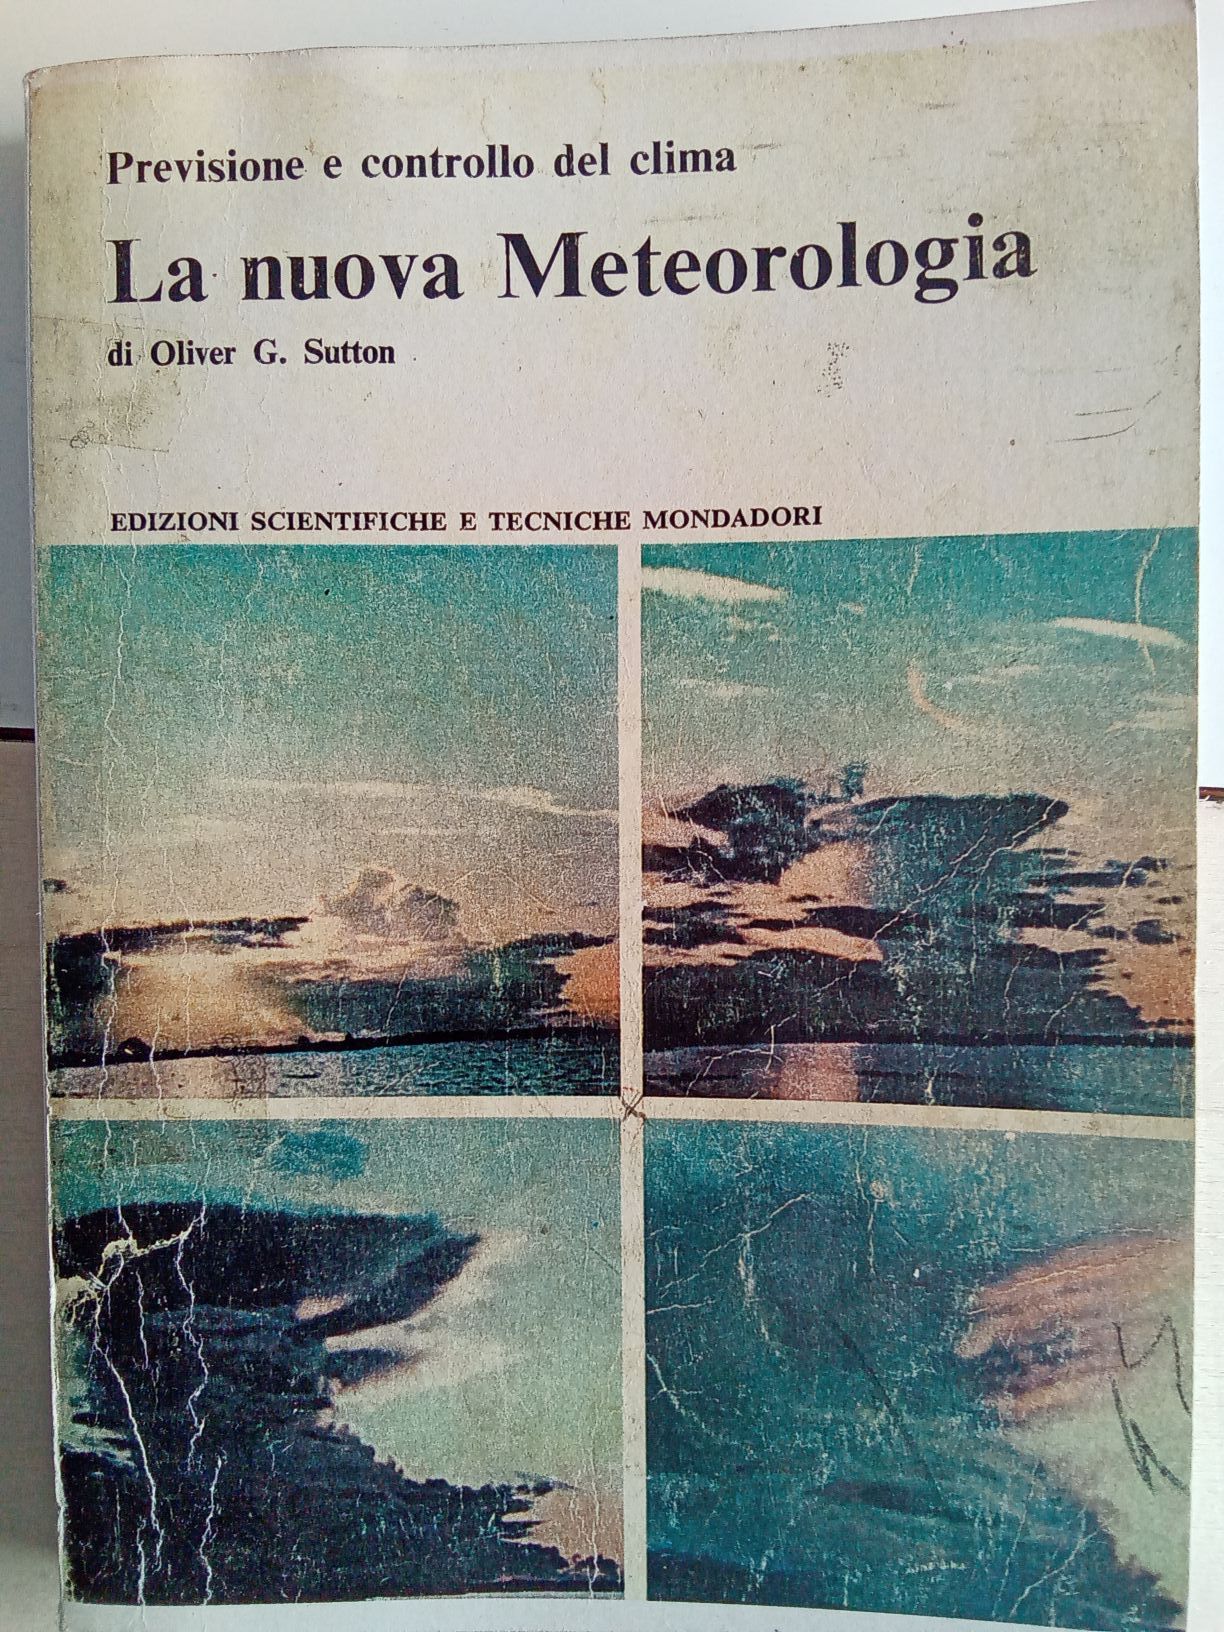 Previsione e controllo del clima
La nuova Meteorologia
di Oliver G. Sutton
EDIZIONI SCIENTIFICHE E TECNICHE MONDADORI